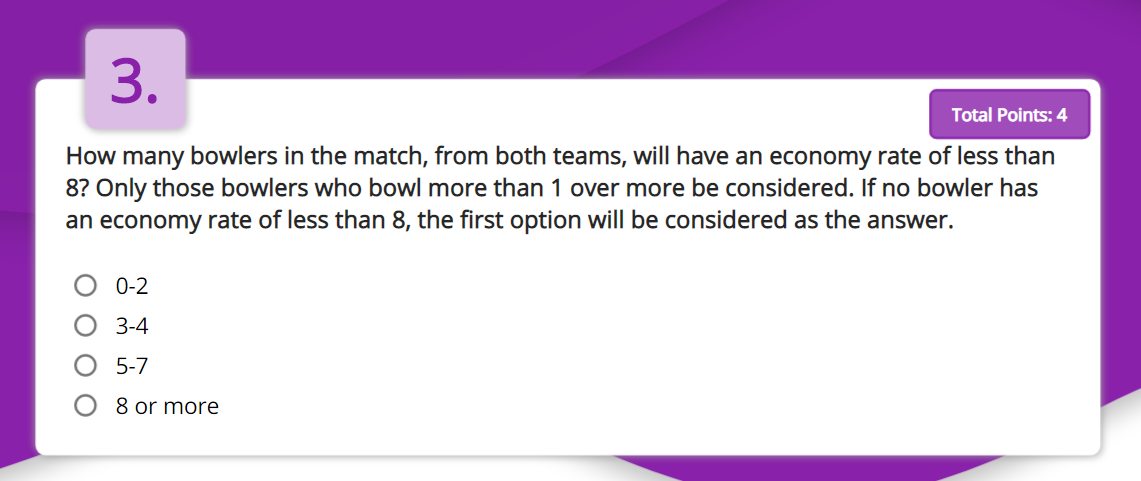 3.
Total Points: 4
How many bowlers in the match, from both teams, will have an economy rate of less than
8? Only those bowlers who bowl more than 1 over more be considered. If no bowler has
an economy rate of less than 8, the first option will be considered as the answer.
0-2
3-4
5-7
8 or more